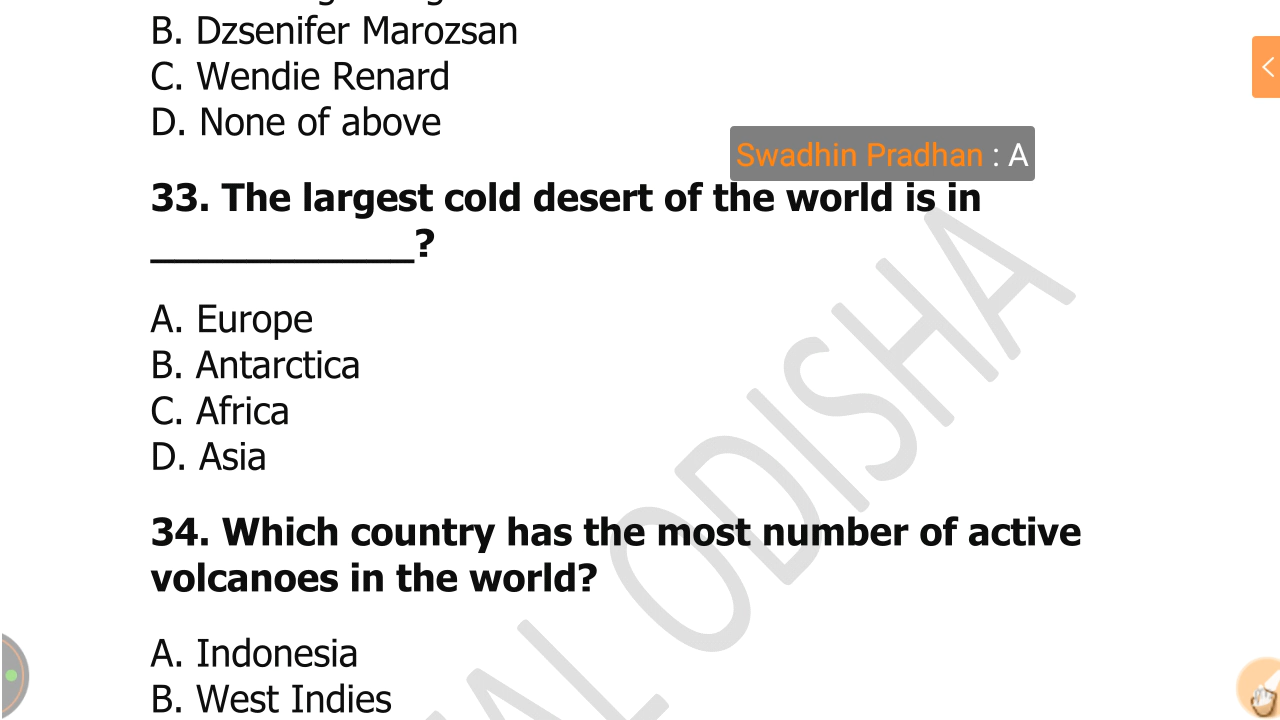 B. Dzsenifer Marozsan
C. Wendie Renard
D. None of above
Swadhin Pradhan : A
33. The largest cold desert of the world is in
______________?
A. Europe
B. Antarctica
C. Africa
D. Asia
34. Which country has the most number of active
volcanoes in the world?
A. Indonesia
B. West Indies
ODISHA